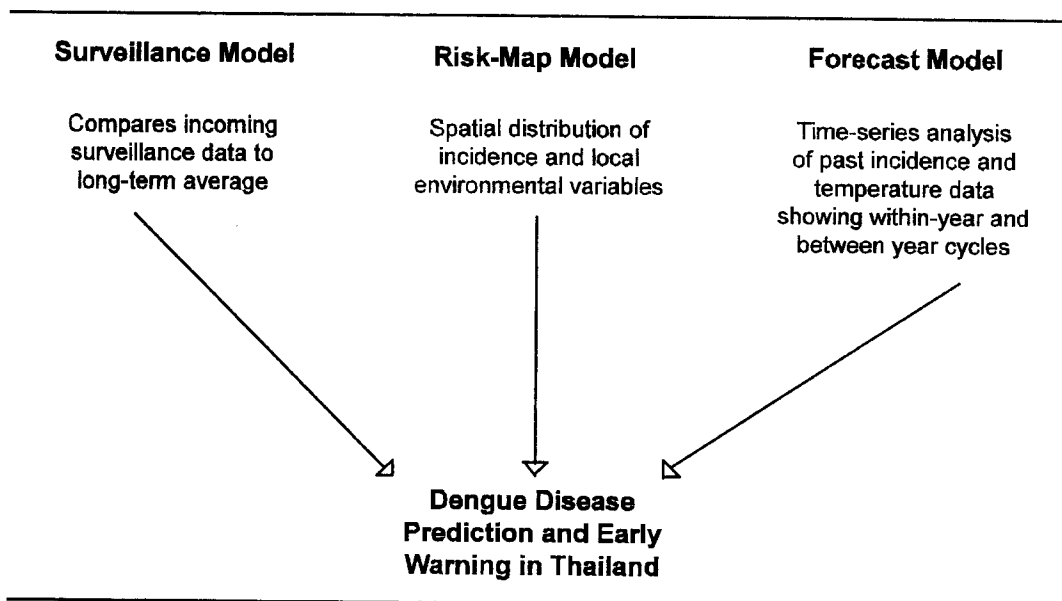 Surveillance Model
Compares incoming
surveillance data to
long-term average
Risk-Map Model
Spatial distribution of
incidence and local
environmental variables
Forecast Model
Time-series analysis
of past incidence and
temperature data
showing within-year and
between year cycles
Dengue Disease
Prediction and Early
Warning in Thailand